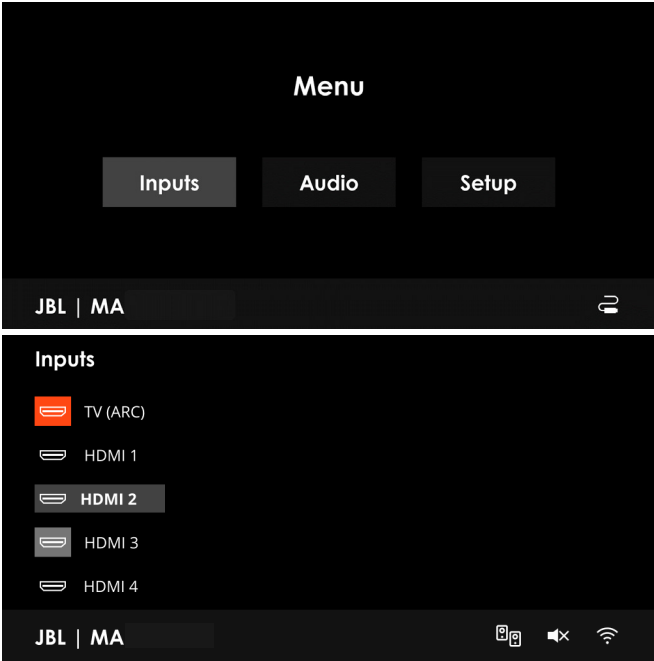 Menu
Inputs Audio Setup
JBL | MA
Inputs
TV (ARC)
HDMI 1
HDMI 2
HDMI 3
HDMI 4
JBL | MA